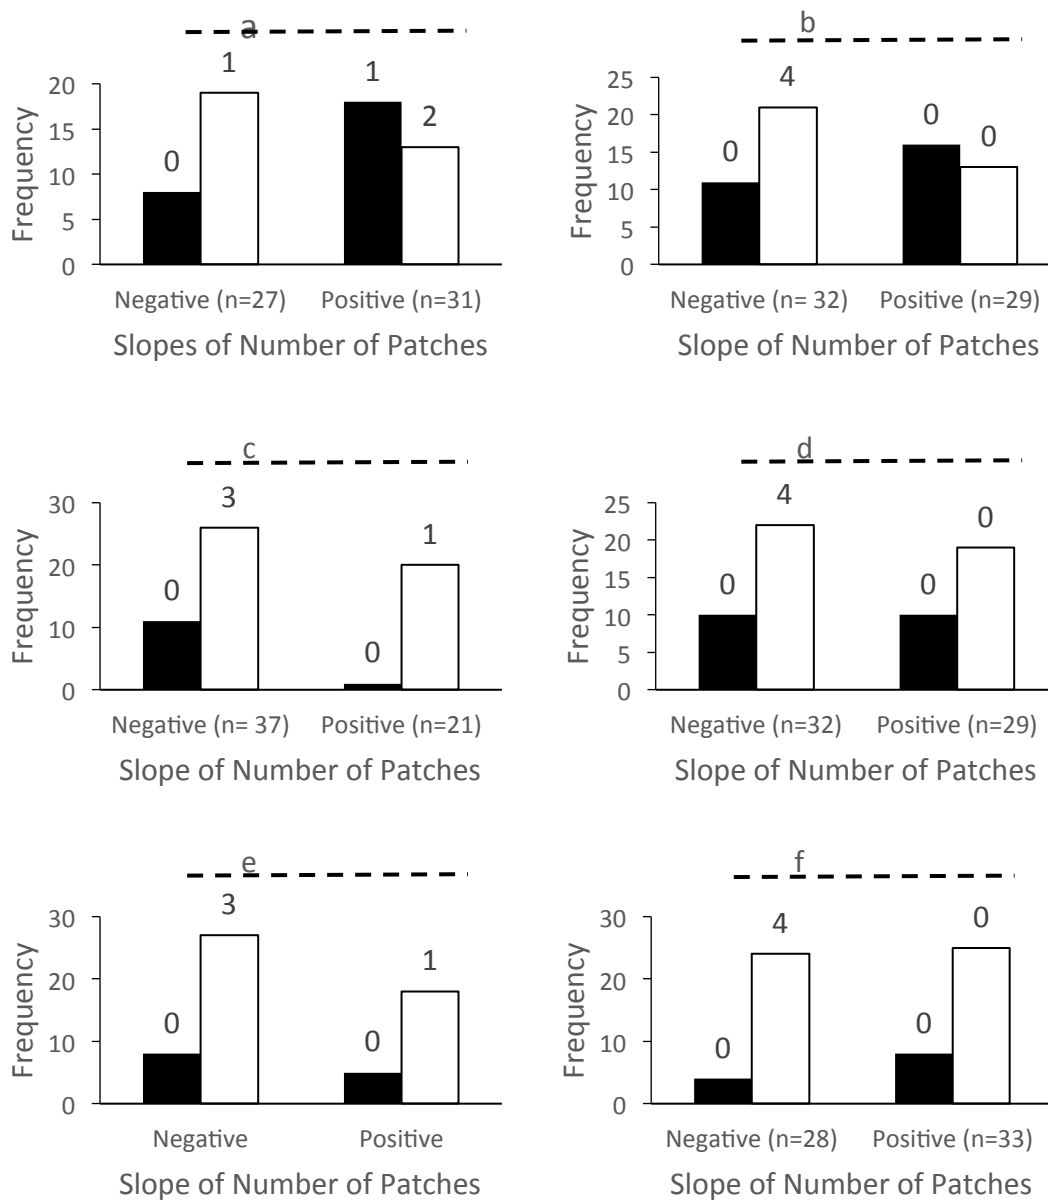 a
1
1
2
0
20
15
10
5
0
Frequency
Negative (n=27)
Positive (n=31)
Slopes of Number of Patches
b
4
0
0
0
25
20
15
10
5
0
Frequency
Negative (n= 32)
Positive (n=29)
Slope of Number of Patches
c
3
1
0
0
30
20
10
0
Frequency
Negative (n= 37)
Positive (n=21)
Slope of Number of Patches
d
4
0
0
0
25
20
15
10
5
0
Frequency
Negative (n=32)
Positive (n=29)
Slope of Number of Patches
e
3
1
0
0
30
20
10
0
Frequency
Negative
Positive
Slope of Number of Patches
f
4
0
0
0
30
20
10
0
Frequency
Negative (n=28)
Positive (n=33)
Slope of Number of Patches